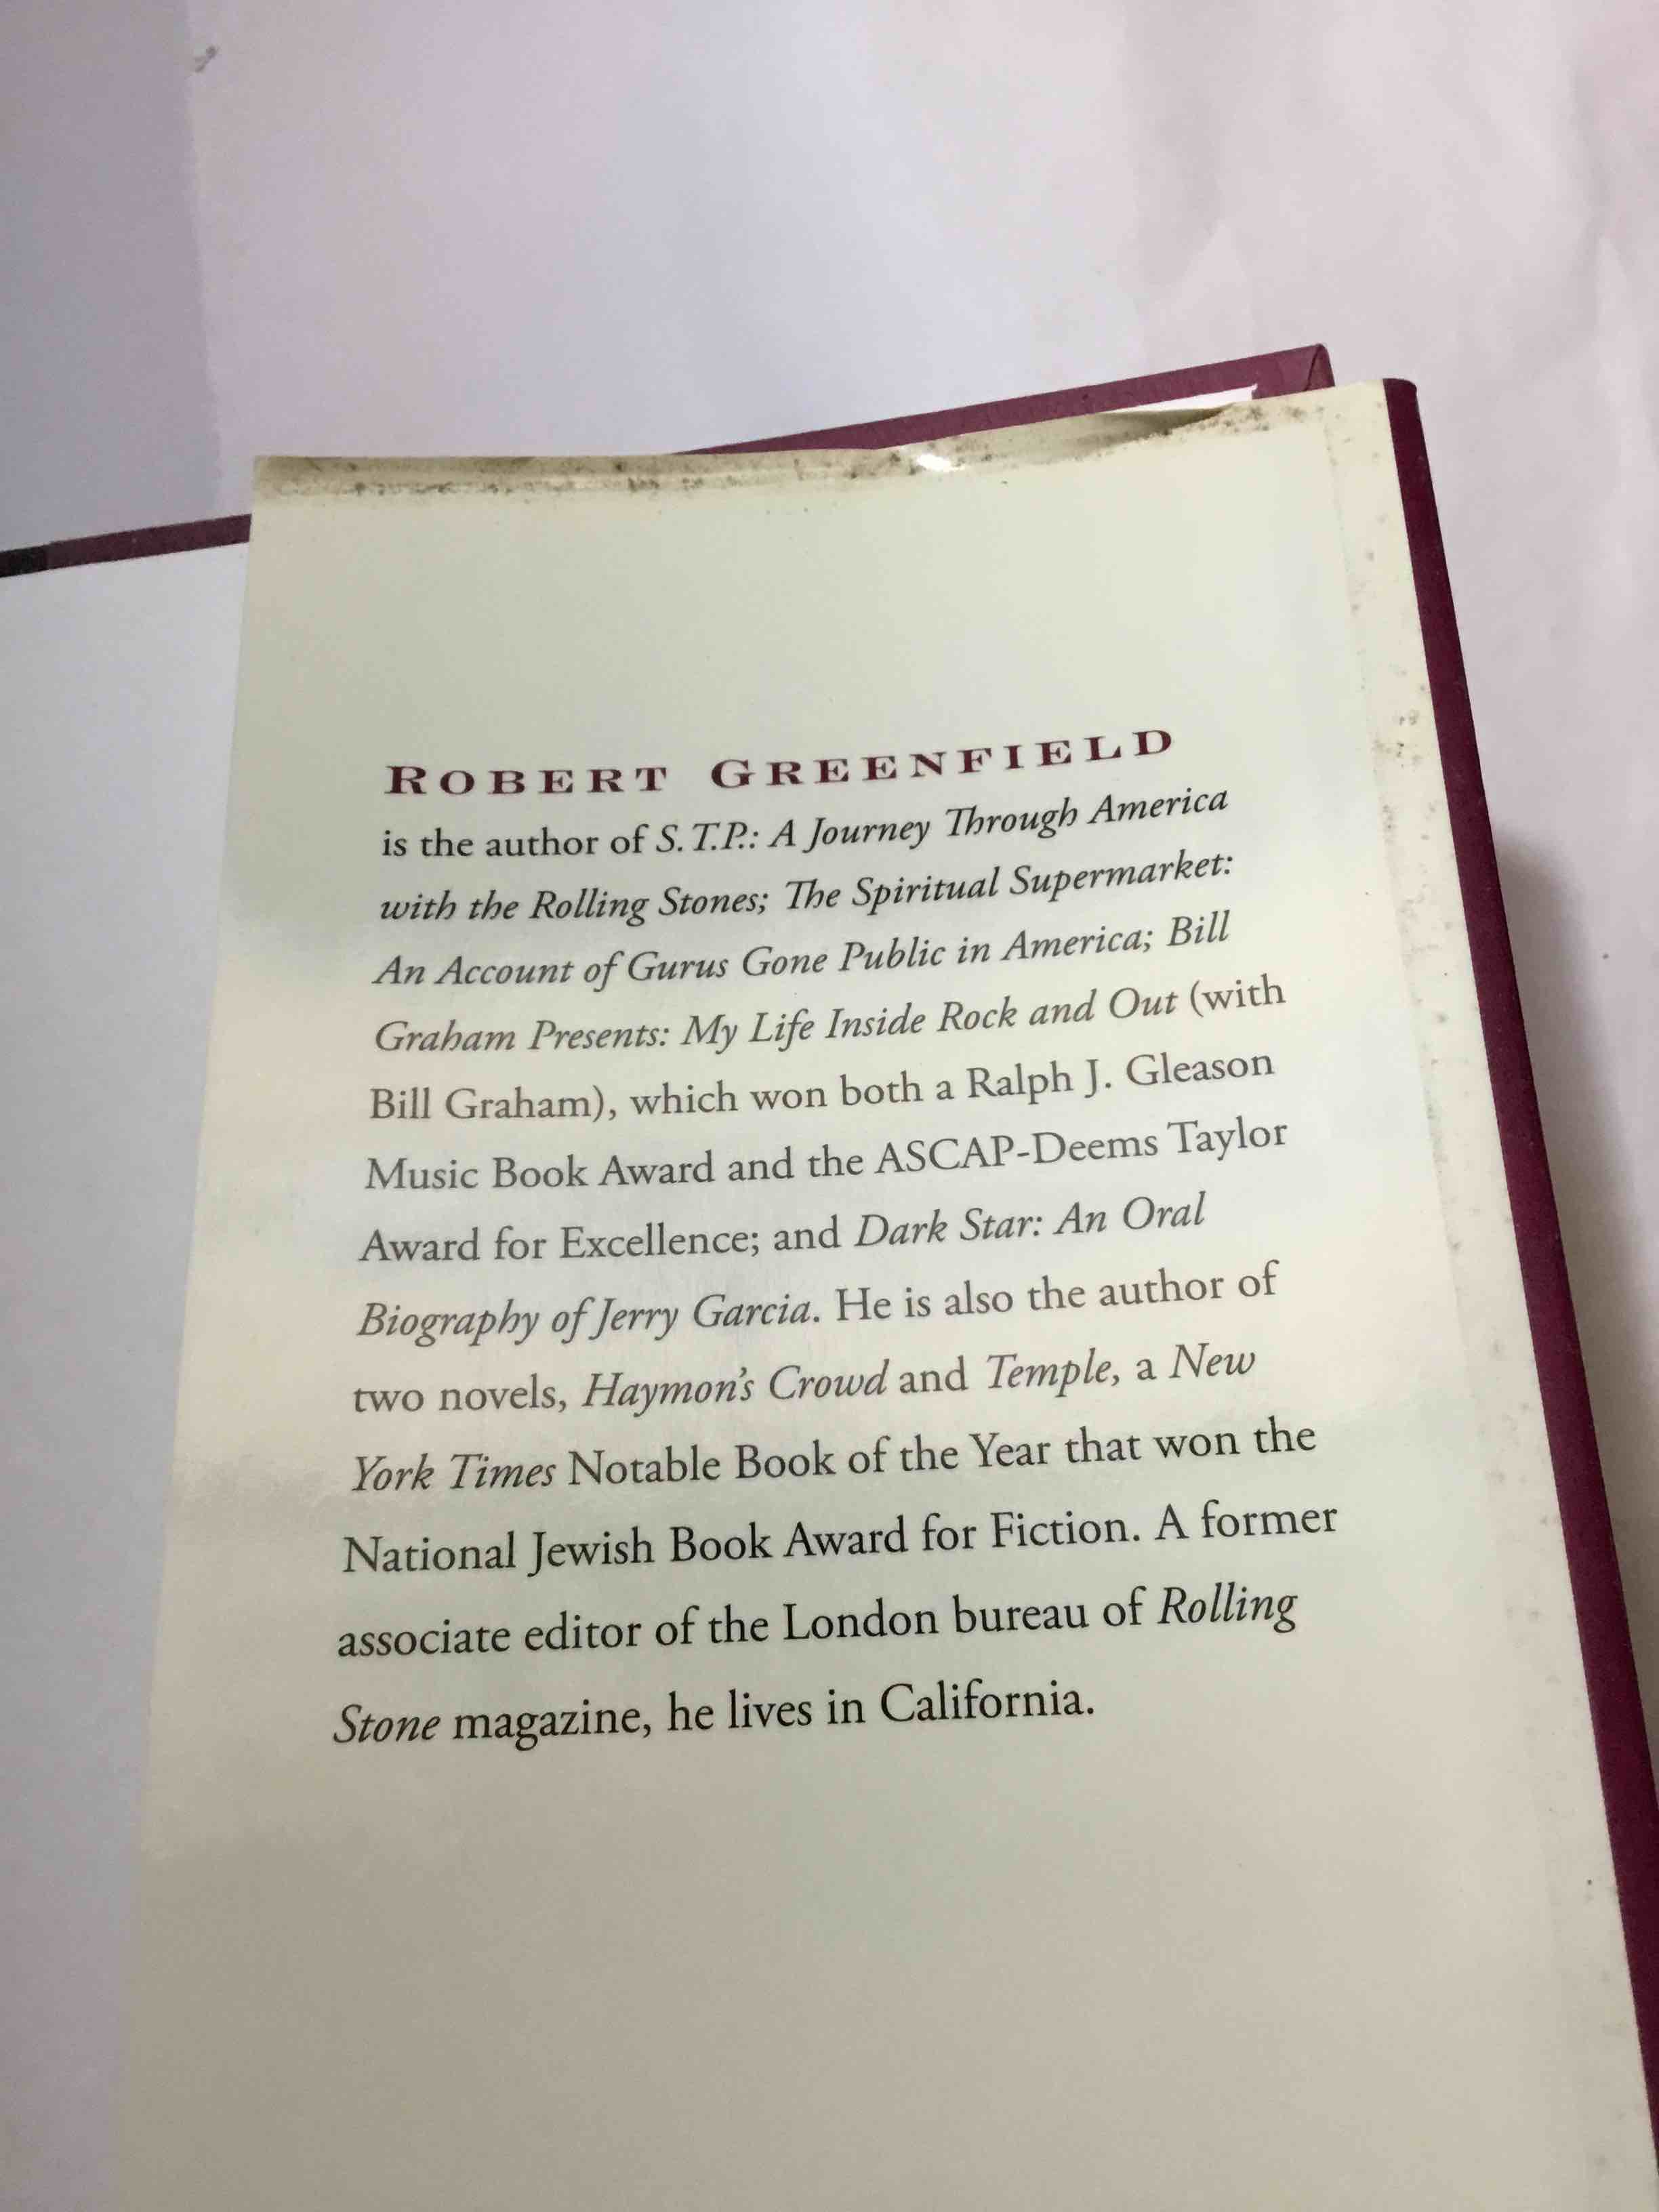 ROBERT GREENFIELD
is the author of S.T.P.: A Journey Through America
with the Rolling Stones; The Spiritual Supermarket:
An Account of Gurus Gone Public in America; Bill
Graham Presents: My Life Inside Rock and Out (with
Bill Graham), which won both a Ralph J. Gleason
Music Book Award and the ASCAP-Deems Taylor
Award for Excellence; and Dark Star: An Oral
Biography of Jerry Garcia. He is also the author of
two novels, Haymon's Crowd and Temple, a New
York Times Notable Book of the Year that won the
National Jewish Book Award for Fiction. A former
associate editor of the London bureau of Rolling
Stone magazine, he lives in California.